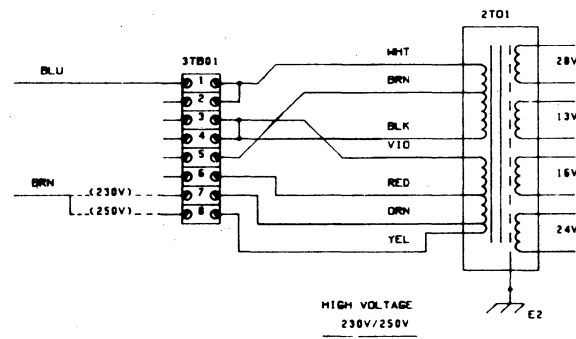 2T01
3TB01
WHT
BLU
1
BRN
28V
2
3
13V
4
BLK
VIO
5
6
RED
16V
BRN
(230V)
7
ORN
(250V)
8
YEL
24V
HIGH VOLTAGE
230V/250V
E2